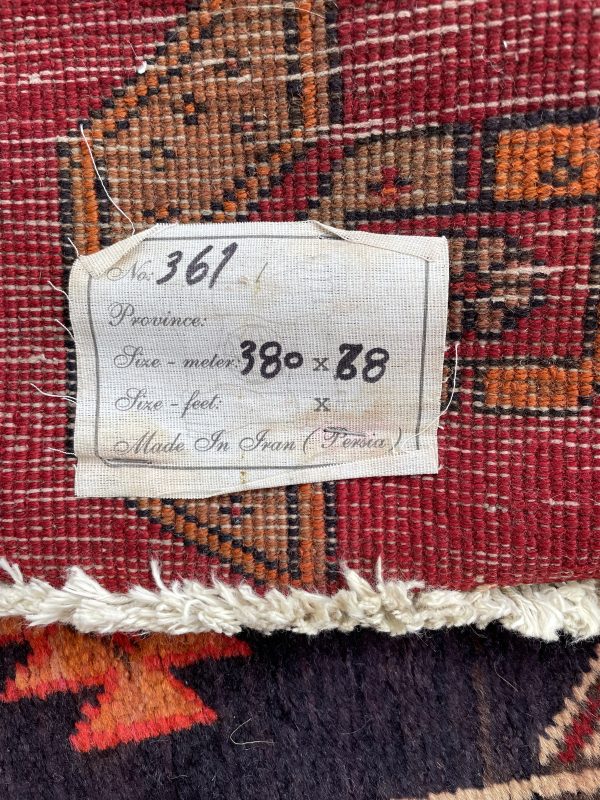 No: 361
Province:
Size - meter: 380 x 88
Size - feet: x
Made In Iran ( Persia )